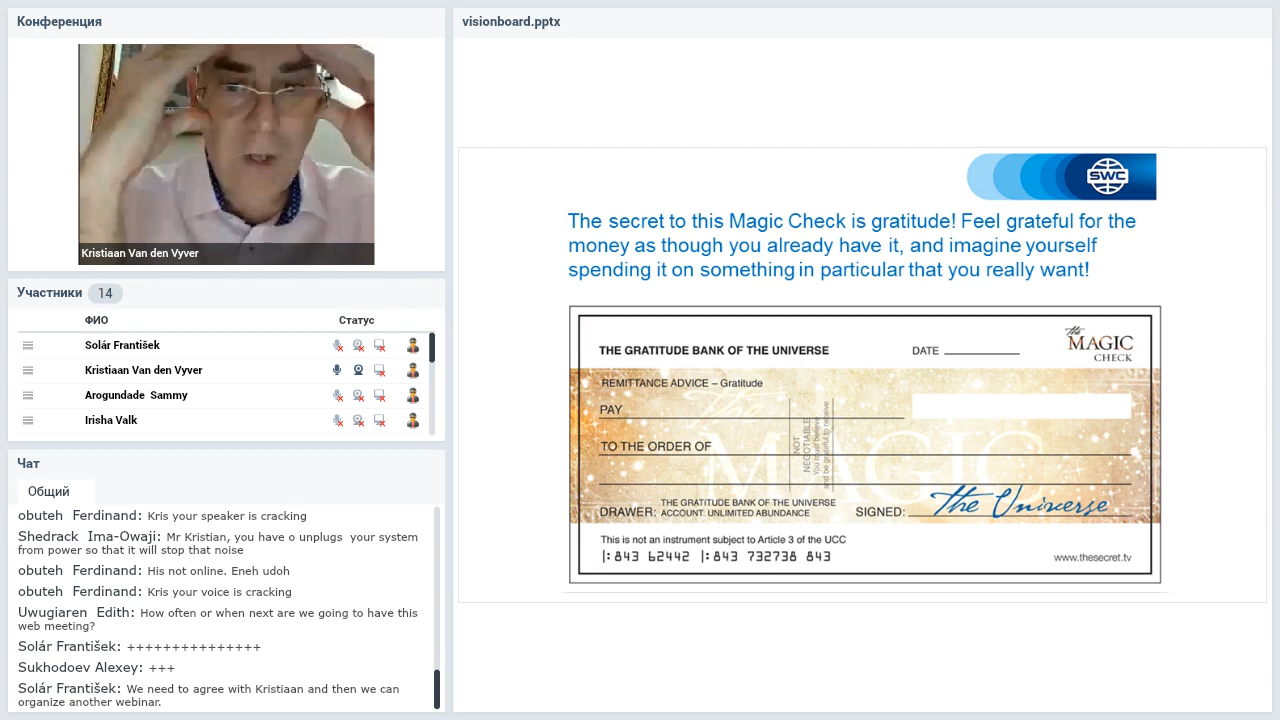 Конференция
Kristiaan Van den Vyver
Участники 14
ФИО Статус
Solár František
Kristiaan Van den Vyver
Arogundade Sammy
Irisha Valk
Чат
Общий
obuteh Ferdinand: Kris your speaker is cracking
Shedrack Ima-Owaji: Mr Kristian, you have o unplugs your system
from power so that it will stop that noise
obuteh Ferdinand: His not online. Eneh udoh
obuteh Ferdinand: Kris your voice is cracking
Uwugiaren Edith: How often or when next are we going to have this
web meeting?
Solár František: +++++++++++++++
Sukhodoev Alexey: +++
Solár František: We need to agree with Kristiaan and then we can
organize another webinar.
visionboard.pptx
SWC
The secret to this Magic Check is gratitude! Feel grateful for the
money as though you already have it, and imagine yourself
spending it on something in particular that you really want!
THE GRATITUDE BANK OF THE UNIVERSE
DATE
the
MAGIC
CHECK
REMITTANCE ADVICE – Gratitude
PAY
TO THE ORDER OF
NOT
NEGOTIABLE
You must believe
and be grateful to receive
MAGIC
DRAWER: THE GRATITUDE BANK OF THE UNIVERSE
ACCOUNT: UNLIMITED ABUNDANCE
SIGNED: the Universe
This is not an instrument subject to Article 3 of the UCC
|:843 62442 |:843 732738 843
www.thesecret.tv